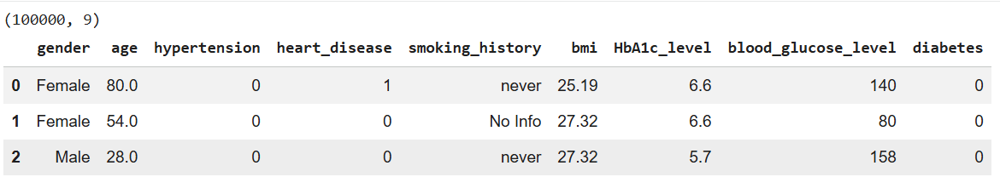 (100000, 9)
gender age hypertension heart_disease smoking_history bmi HbA1c_level blood_glucose_level diabetes
0 Female 80.0 0 1 never 25.19 6.6 140 0
1 Female 54.0 0 0 No Info 27.32 6.6 80 0
2 Male 28.0 0 0 never 27.32 5.7 158 0